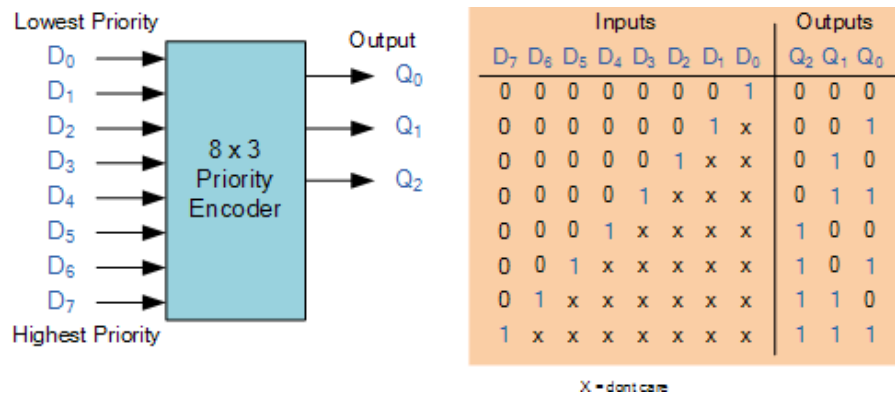 Lowest Priority
D₀
D₁
D₂
D₃
D₄
D₅
D₆
D₇
Highest Priority
8 x 3
Priority
Encoder
Output
Q₀
Q₁
Q₂
Inputs Outputs
D₇ D₆ D₅ D₄ D₃ D₂ D₁ D₀ Q₂ Q₁ Q₀
0 0 0 0 0 0 0 1 0 0 0
0 0 0 0 0 0 1 x 0 0 1
0 0 0 0 0 1 x x 0 1 0
0 0 0 0 1 x x x 0 1 1
0 0 0 1 x x x x 1 0 0
0 0 1 x x x x x 1 0 1
0 1 x x x x x x 1 1 0
1 x x x x x x x 1 1 1
X = dont care